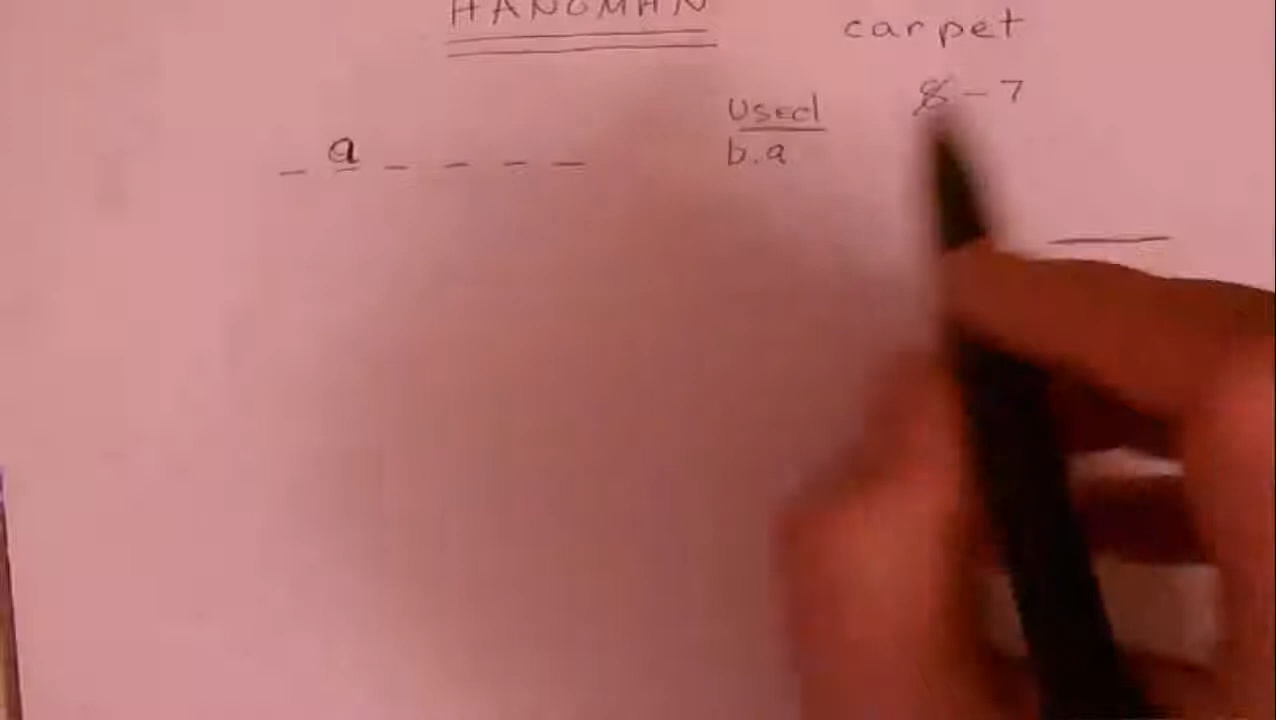 HANGMAN
carpet
8 - 7
Used
b.a
_ a _ _ _ _